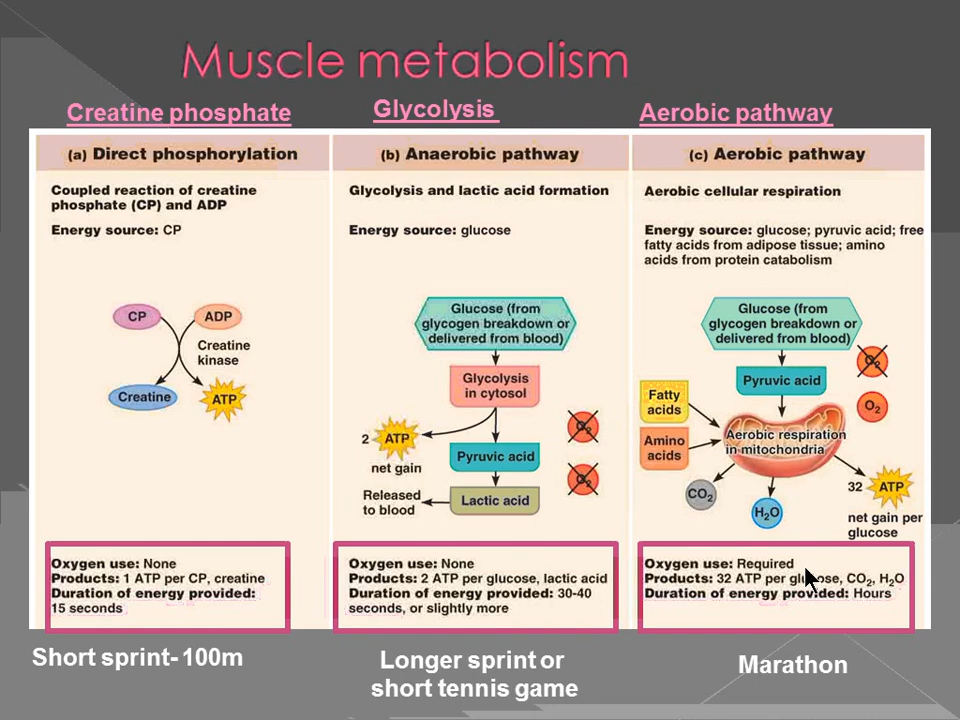 Muscle metabolism
Creatine phosphate
Glycolysis
Aerobic pathway
(a) Direct phosphorylation
Coupled reaction of creatine
phosphate (CP) and ADP
Energy source: CP
CP
ADP
Creatine
kinase
Creatine
ATP
Oxygen use: None
Products: 1 ATP per CP, creatine
Duration of energy provided:
15 seconds
Short sprint- 100m
(b) Anaerobic pathway
Glycolysis and lactic acid formation
Energy source: glucose
Glucose (from
glycogen breakdown or
delivered from blood)
Glycolysis
in cytosol
O2
2 ATP
net gain
Pyruvic acid
O2
Released
to blood
Lactic acid
Oxygen use: None
Products: 2 ATP per glucose, lactic acid
Duration of energy provided: 30-40
seconds, or slightly more
Longer sprint or
short tennis game
(c) Aerobic pathway
Aerobic cellular respiration
Energy source: glucose; pyruvic acid; free
fatty acids from adipose tissue; amino
acids from protein catabolism
Glucose (from
glycogen breakdown or
delivered from blood)
O2
Pyruvic acid
Fatty
acids
O2
Amino
acids
Aerobic respiration
in mitochondria
CO2
H2O
32 ATP
net gain per
glucose
Oxygen use: Required
Products: 32 ATP per glucose, CO2, H2O
Duration of energy provided: Hours
Marathon